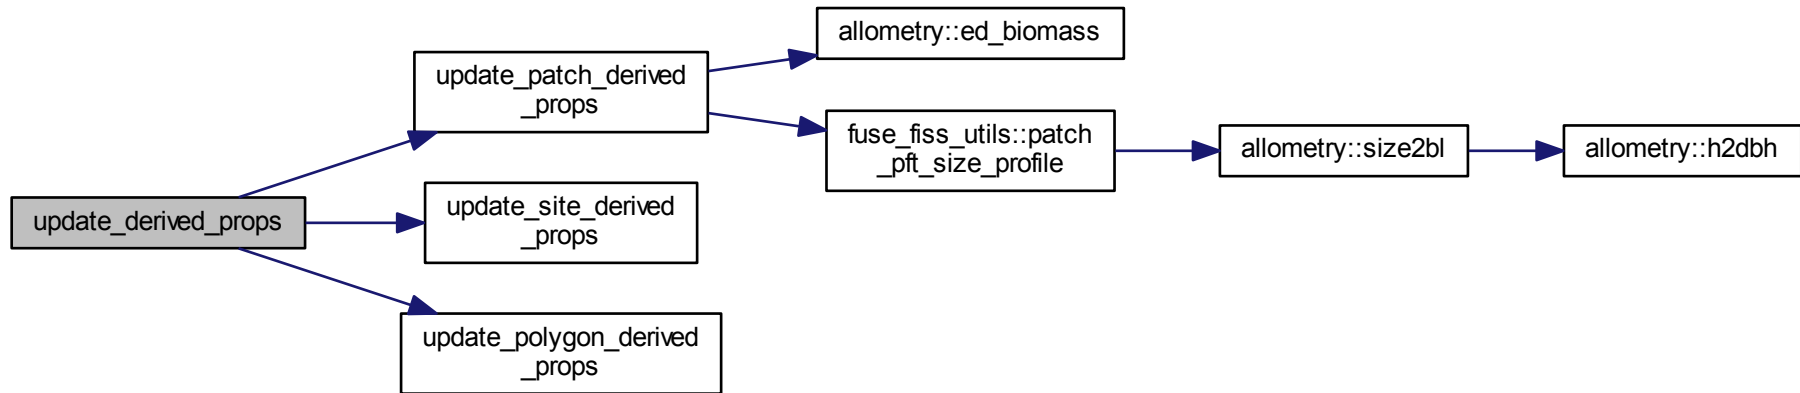 update_derived_props
update_patch_derived
_props
update_site_derived
_props
update_polygon_derived
_props
allometry::ed_biomass
fuse_fiss_utils::patch
_pft_size_profile
allometry::size2bl
allometry::h2dbh